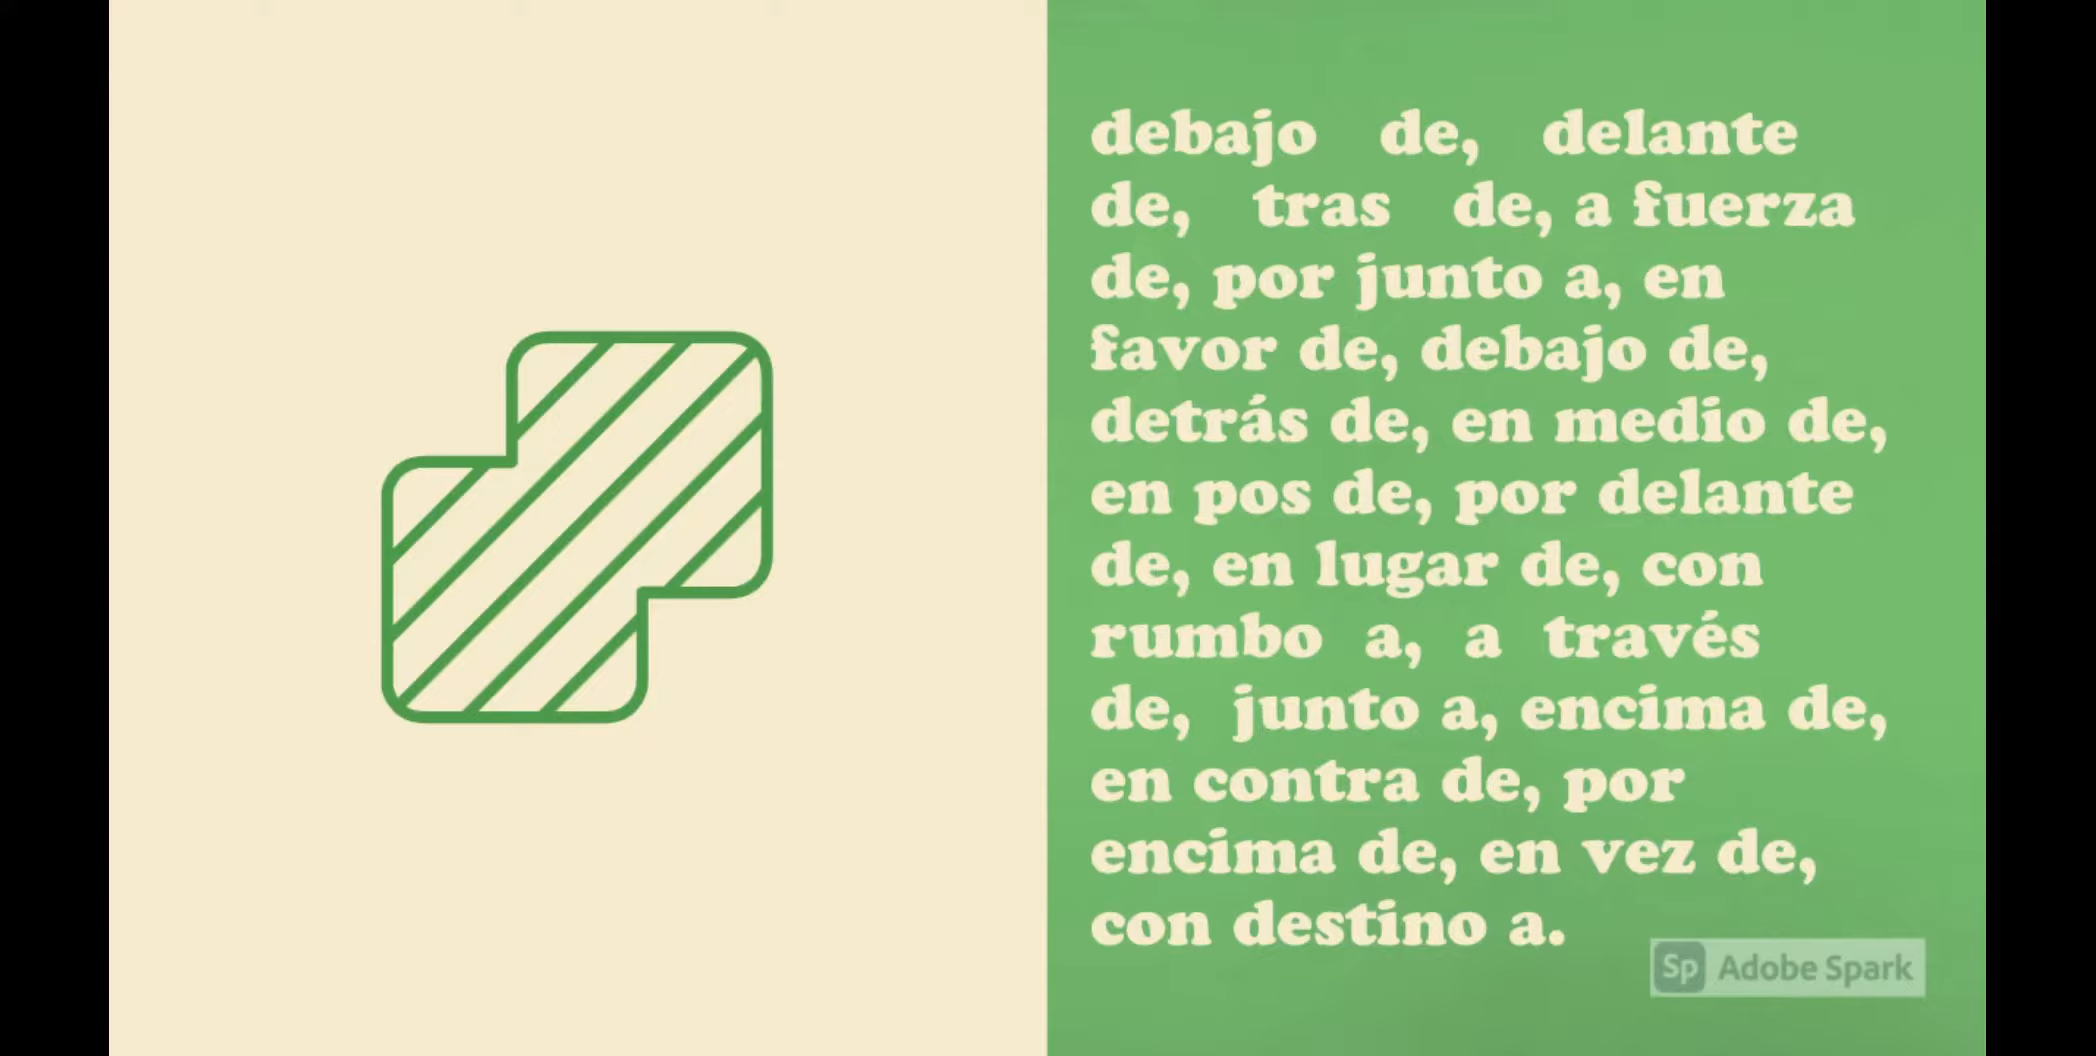 debajo de, delante
de, tras de, a fuerza
de, por junto a, en
favor de, debajo de,
detrás de, en medio de,
en pos de, por delante
de, en lugar de, con
rumbo a, a través
de, junto a, encima de,
en contra de, por
encima de, en vez de,
con destino a.
Sp Adobe Spark